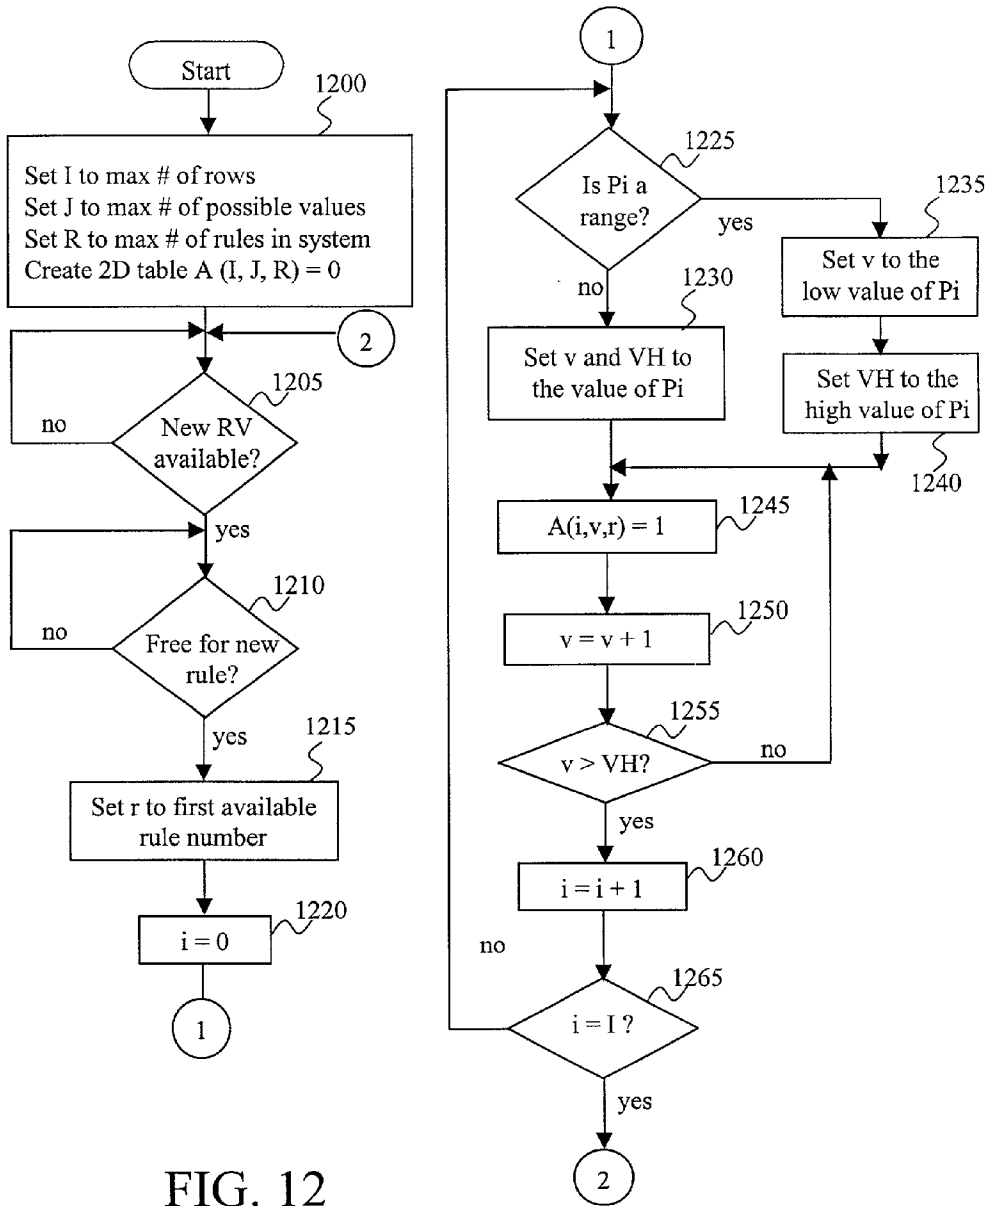 Start
1200
Set I to max # of rows
Set J to max # of possible values
Set R to max # of rules in system
Create 2D table A (I, J, R) = 0
2
1205
no
New RV
available?
yes
1210
no
Free for new
rule?
yes
1215
Set r to first available
rule number
1220
i = 0
1
1
1225
Is Pi a
range?
yes
1235
Set v to the
low value of Pi
no
1230
Set v and VH to
the value of Pi
Set VH to the
high value of Pi
1240
1245
A(i,v,r) = 1
1250
v = v + 1
1255
v > VH?
no
yes
1260
i = i + 1
no
1265
i = I ?
yes
2
FIG. 12